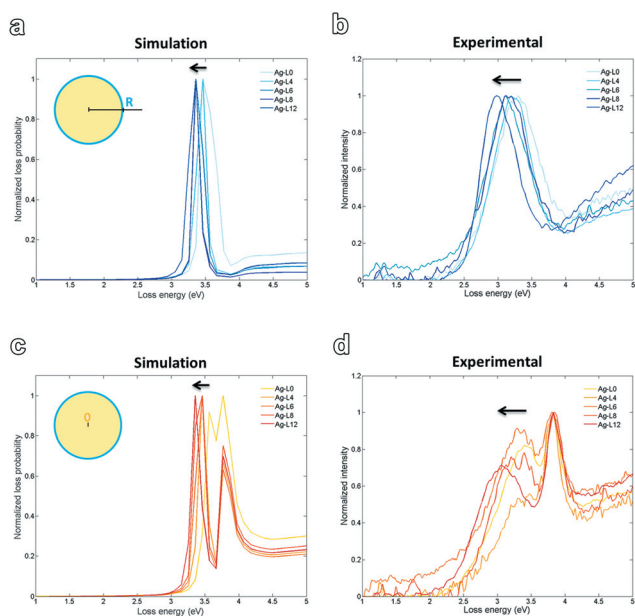 a
Simulation
Normalized loss probability
1
0.8
0.6
0.4
0.2
0
R
Ag-L0
Ag-L4
Ag-L6
Ag-L8
Ag-L12
1 1.5 2 2.5 3 3.5 4 4.5 5
Loss energy (eV)
b
Experimental
Normalized intensity
1.2
1
0.8
0.6
0.4
0.2
0
Ag-L0
Ag-L4
Ag-L6
Ag-L8
Ag-L12
1 1.5 2 2.5 3 3.5 4 4.5 5
Loss energy (eV)
c
Simulation
Normalized loss probability
1
0.8
0.6
0.4
0.2
0
Ag-L0
Ag-L4
Ag-L6
Ag-L8
Ag-L12
1 1.5 2 2.5 3 3.5 4 4.5 5
Loss energy (eV)
d
Experimental
Normalized intensity
1.2
1
0.8
0.6
0.4
0.2
0
Ag-L0
Ag-L4
Ag-L6
Ag-L8
Ag-L12
1 1.5 2 2.5 3 3.5 4 4.5 5
Loss energy (eV)